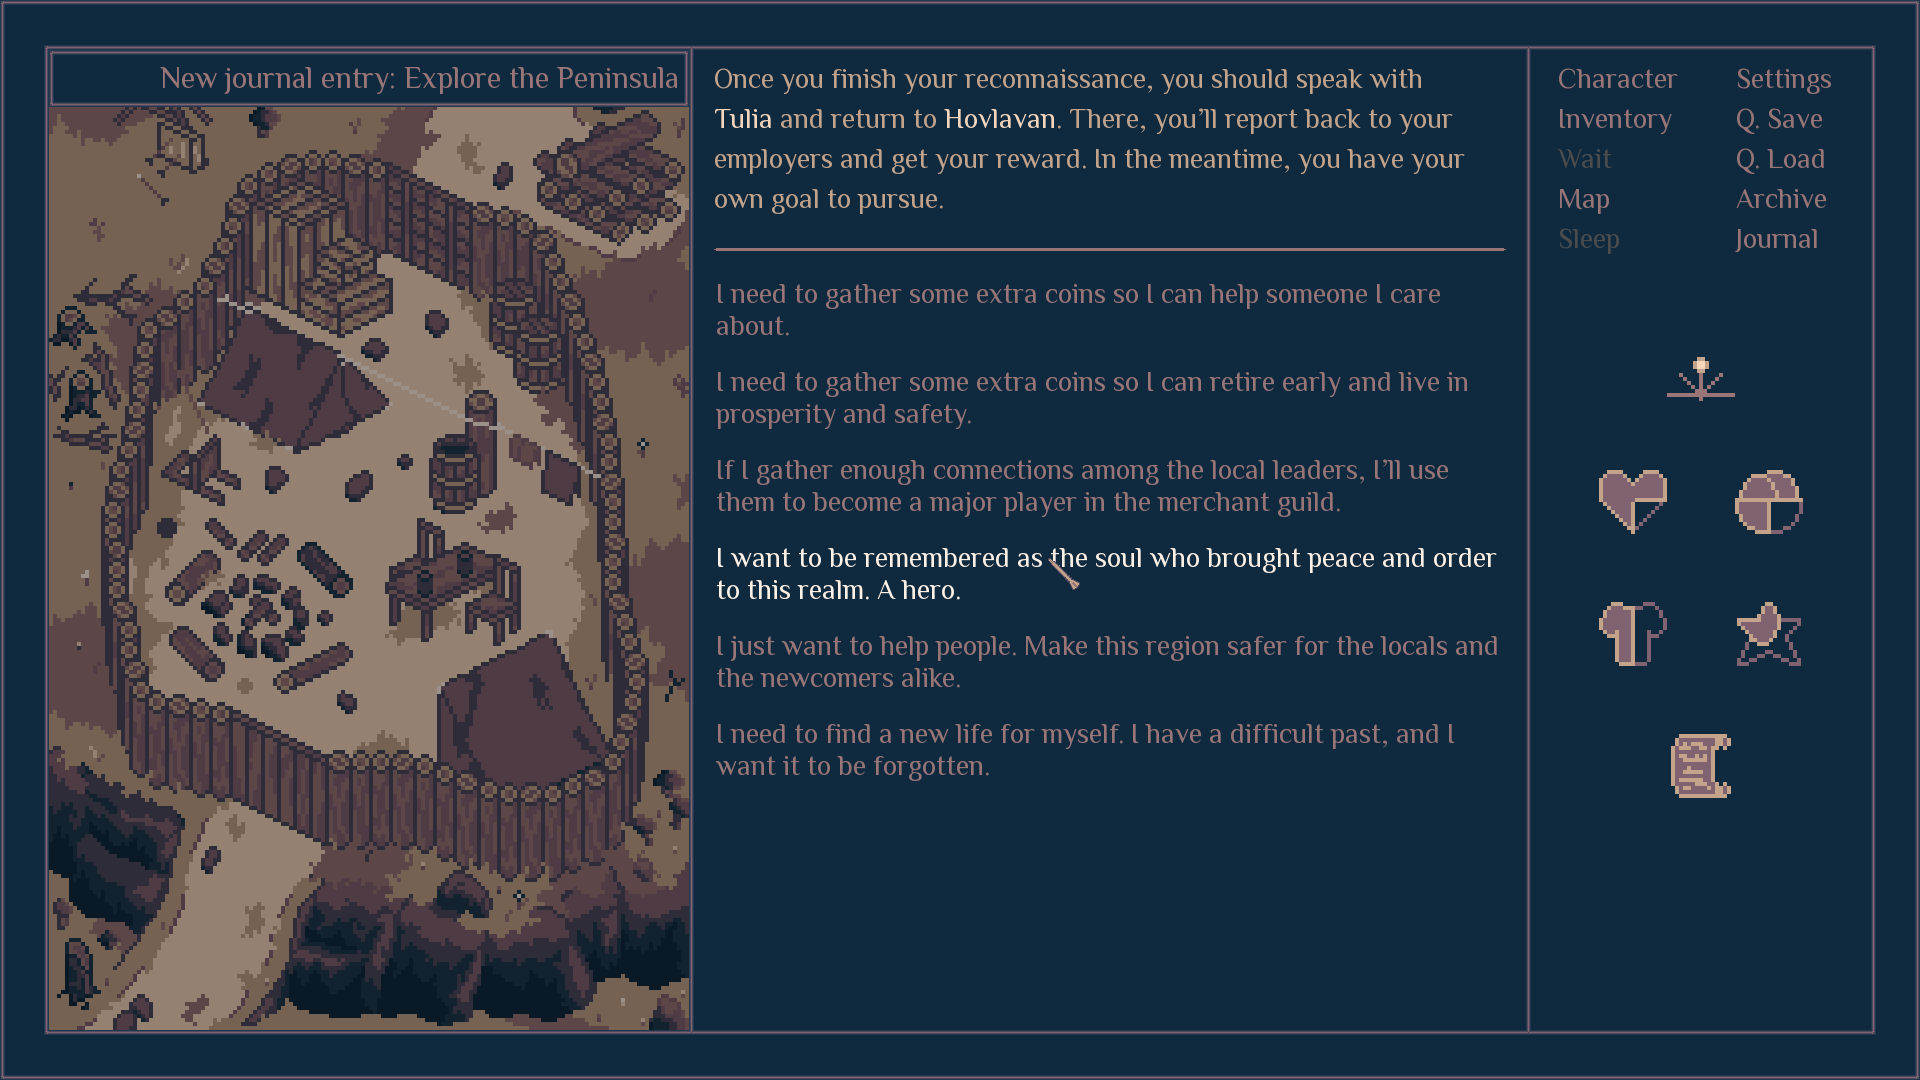 New journal entry: Explore the Peninsula
Once you finish your reconnaissance, you should speak with
Tulia and return to Hovlavan. There, you’ll report back to your
employers and get your reward. In the meantime, you have your
own goal to pursue.
I need to gather some extra coins so I can help someone I care
about.
I need to gather some extra coins so I can retire early and live in
prosperity and safety.
If I gather enough connections among the local leaders, I’ll use
them to become a major player in the merchant guild.
I want to be remembered as the soul who brought peace and order
to this realm. A hero.
I just want to help people. Make this region safer for the locals and
the newcomers alike.
I need to find a new life for myself. I have a difficult past, and I
want it to be forgotten.
Character
Settings
Inventory
Q. Save
Wait
Q. Load
Map
Archive
Sleep
Journal